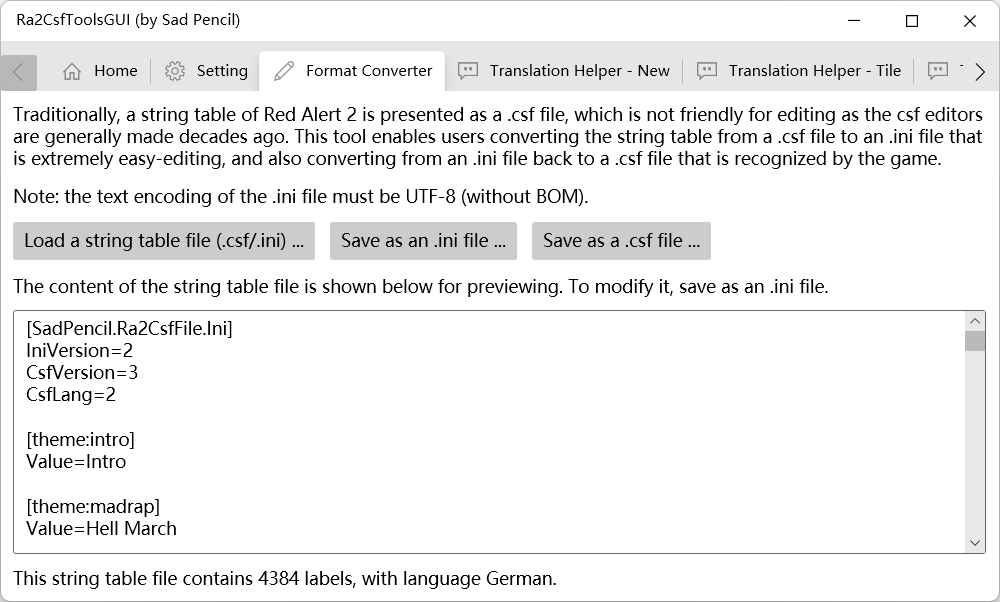 Ra2CsfToolsGUI (by Sad Pencil)
Home
Setting
Format Converter
Translation Helper - New
Translation Helper - Tile
Traditionally, a string table of Red Alert 2 is presented as a .csf file, which is not friendly for editing as the csf editors
are generally made decades ago. This tool enables users converting the string table from a .csf file to an .ini file that
is extremely easy-editing, and also converting from an .ini file back to a .csf file that is recognized by the game.
Note: the text encoding of the .ini file must be UTF-8 (without BOM).
Load a string table file (.csf/.ini) ...
Save as an .ini file ...
Save as a .csf file ...
The content of the string table file is shown below for previewing. To modify it, save as an .ini file.
[SadPencil.Ra2CsfFile.Ini]
IniVersion=2
CsfVersion=3
CsfLang=2
[theme:intro]
Value=Intro
[theme:madrap]
Value=Hell March
This string table file contains 4384 labels, with language German.